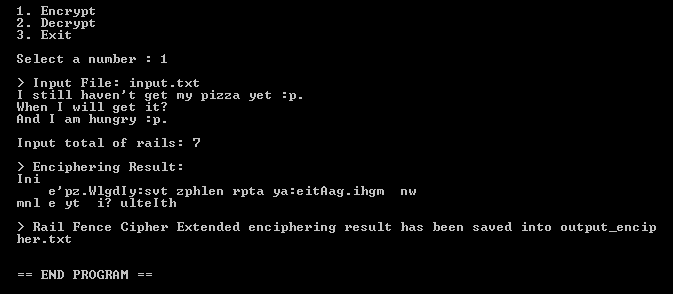 1. Encrypt
2. Decrypt
3. Exit
Select a number : 1
> Input File: input.txt
I still haven't get my pizza yet :p.
When I will get it?
And I am hungry :p.
Input total of rails: 7
> Enciphering Result:
Ini
e'pz.WlgdIy:svt zphlen rpta ya:eitAag.ihgm  nw
mnl e yt  i? ulteIth
> Rail Fence Cipher Extended enciphering result has been saved into output_encip
her.txt
== END PROGRAM ==